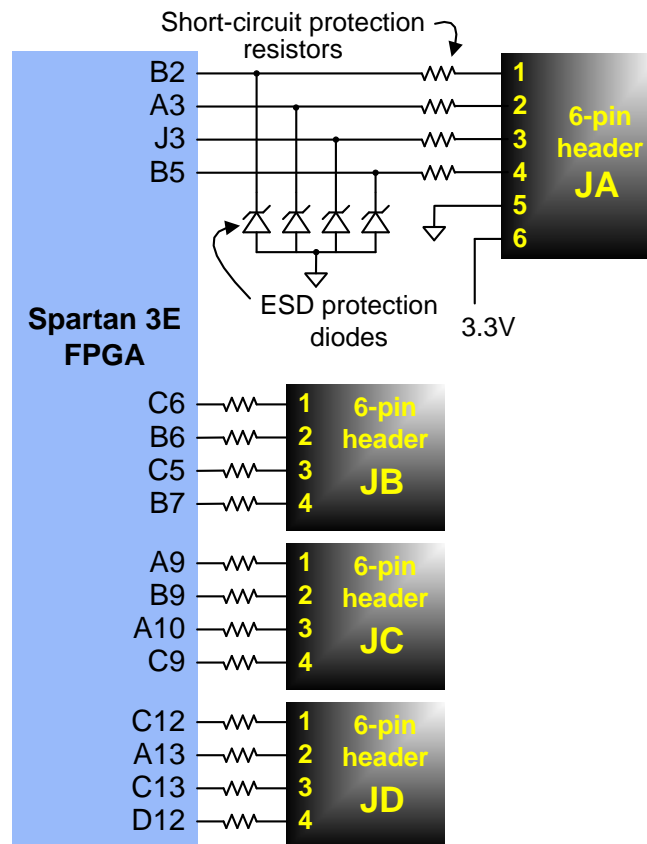 Short-circuit protection
resistors
B2
A3
J3
B5
1
2
3
4
5
6
6-pin
header
JA
ESD protection
diodes
3.3V
Spartan 3E
FPGA
C6
B6
C5
B7
1
2
3
4
6-pin
header
JB
A9
B9
A10
C9
1
2
3
4
6-pin
header
JC
C12
A13
C13
D12
1
2
3
4
6-pin
header
JD